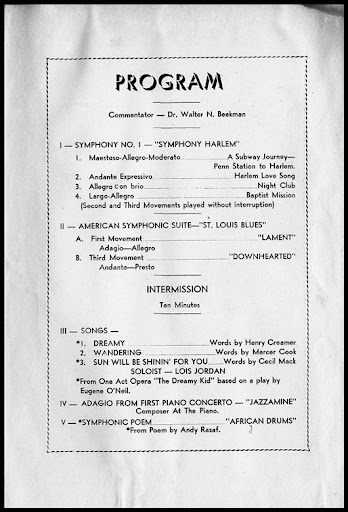 PROGRAM
Commentator — Dr. Walter N. Beekman
I — SYMPHONY NO. I — "SYMPHONY HARLEM"
1. Maestoso-Allegro-Moderato A Subway Journey—
Penn Station to Harlem.
2. Andante Expressivo Harlem Love Song
3. Allegro con brio Night Club
4. Largo-Allegro Baptist Mission
(Second and Third Movements played without interruption)
II — AMERICAN SYMPHONIC SUITE—"ST. LOUIS BLUES"
A. First Movement "LAMENT"
Adagio—Allegro
B. Third Movement "DOWNHEARTED"
Andante—Presto
INTERMISSION
Ten Minutes
III — SONGS —
*1. DREAMY Words by Henry Creamer
2. WANDERING Words by Mercer Cook
*3. SUN WILL BE SHININ' FOR YOU Words by Cecil Mack
SOLOIST — LOIS JORDAN
*From One Act Opera "The Dreamy Kid" based on a play by
Eugene O'Neil.
IV — ADAGIO FROM FIRST PIANO CONCERTO — "JAZZAMINE"
Composer At The Piano.
V — *SYMPHONIC POEM "AFRICAN DRUMS"
*From Poem by Andy Razaf.